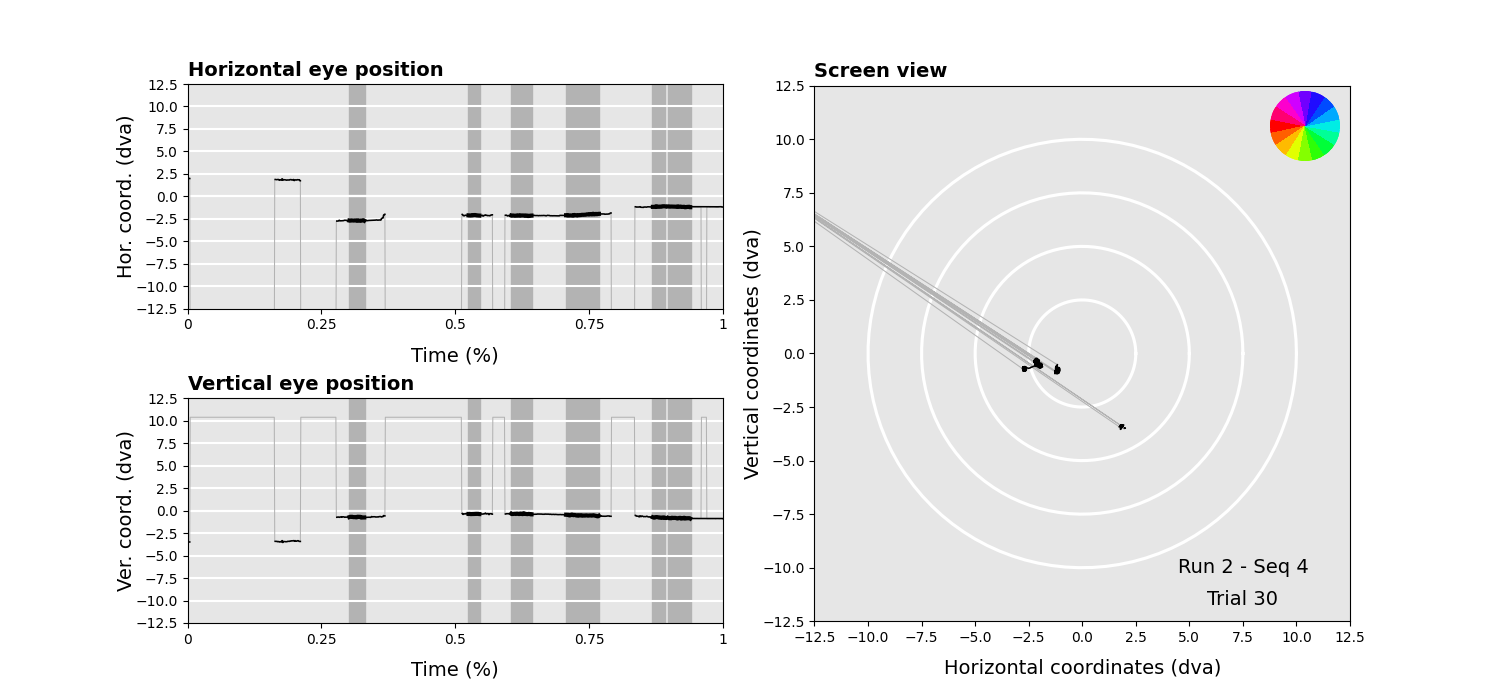 Horizontal eye position
12.5
10.0
7.5
5.0
2.5
0.0
−2.5
−5.0
−7.5
−10.0
−12.5
Hor. coord. (dva)
0 0.25 0.5 0.75 1
Time (%)
Vertical eye position
12.5
10.0
7.5
5.0
2.5
0.0
−2.5
−5.0
−7.5
−10.0
−12.5
Ver. coord. (dva)
0 0.25 0.5 0.75 1
Time (%)
Screen view
12.5
10.0
7.5
5.0
2.5
0.0
−2.5
−5.0
−7.5
−10.0
−12.5
Vertical coordinates (dva)
Run 2 - Seq 4
Trial 30
−12.5 −10.0 −7.5 −5.0 −2.5 0.0 2.5 5.0 7.5 10.0 12.5
Horizontal coordinates (dva)